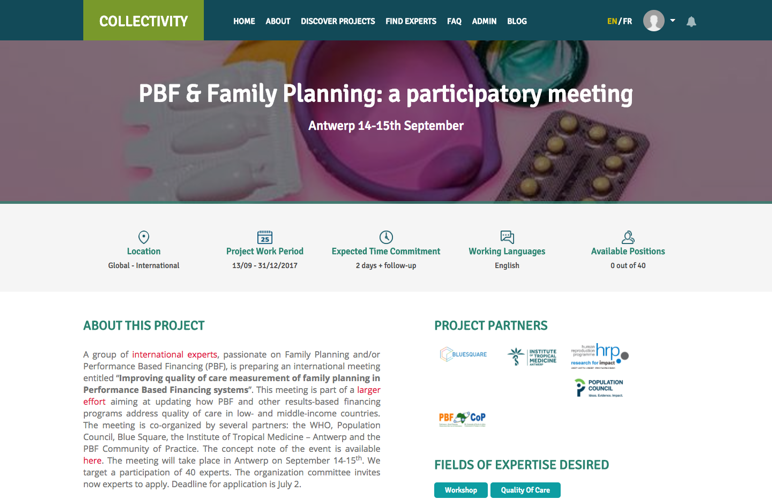 COLLECTIVITY
HOME ABOUT DISCOVER PROJECTS FIND EXPERTS FAQ ADMIN BLOG
EN/FR
PBF & Family Planning: a participatory meeting
Antwerp 14-15th September
25
Location Project Work Period Expected Time Commitment Working Languages Available Positions
Global - International 13/09 - 31/12/2017 2 days + follow-up English 0 out of 40
ABOUT THIS PROJECT
A group of international experts, passionate on Family Planning and/or
Performance Based Financing (PBF), is preparing an international meeting
entitled "Improving quality of care measurement of family planning in
Performance Based Financing systems". This meeting is part of a larger
effort aiming at updating how PBF and other results-based financing
programs address quality of care in low- and middle-income countries.
The meeting is co-organized by several partners: the WHO, Population
Council, Blue Square, the Institute of Tropical Medicine – Antwerp and the
PBF Community of Practice. The concept note of the event is available
here. The meeting will take place in Antwerp on September 14-15th. We
target a participation of 40 experts. The organization committee invites
now experts to apply. Deadline for application is July 2.
PROJECT PARTNERS
BLUESQUARE
INSTITUTE
OF TROPICAL
MEDICINE
ANTWERP
human
reproduction
programme
hrp
research for impact
POPULATION
COUNCIL
Ideas. Evidence. Impact.
PBF CoP
FIELDS OF EXPERTISE DESIRED
Workshop Quality Of Care